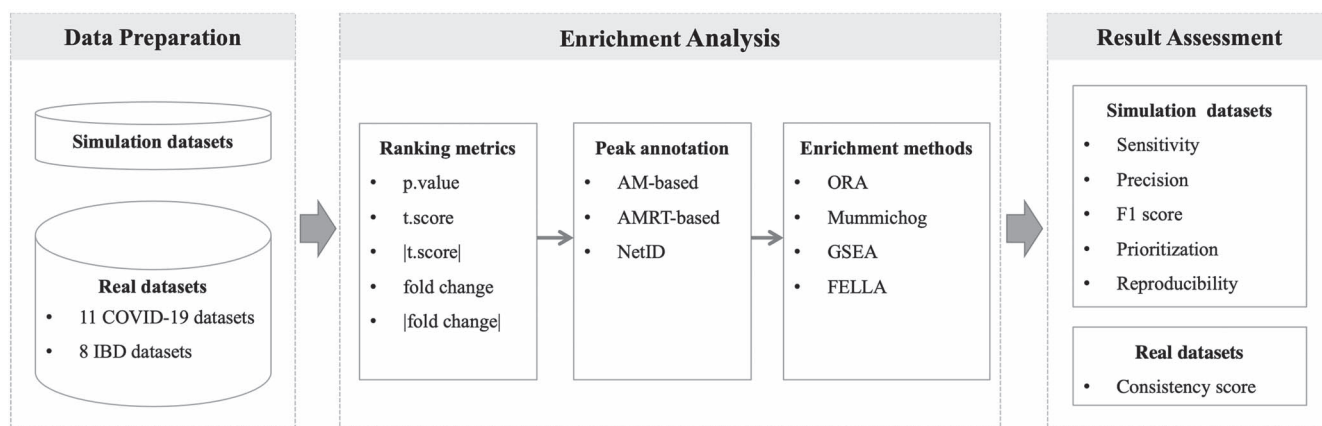 Data Preparation
Simulation datasets
Real datasets
• 11 COVID-19 datasets
• 8 IBD datasets
Enrichment Analysis
Ranking metrics
• p.value
• t.score
• |t.score|
• fold change
• |fold change|
Peak annotation
• AM-based
• AMRT-based
• NetID
Enrichment methods
• ORA
• Mummichog
• GSEA
• FELLA
Result Assessment
Simulation datasets
• Sensitivity
• Precision
• F1 score
• Prioritization
• Reproducibility
Real datasets
• Consistency score